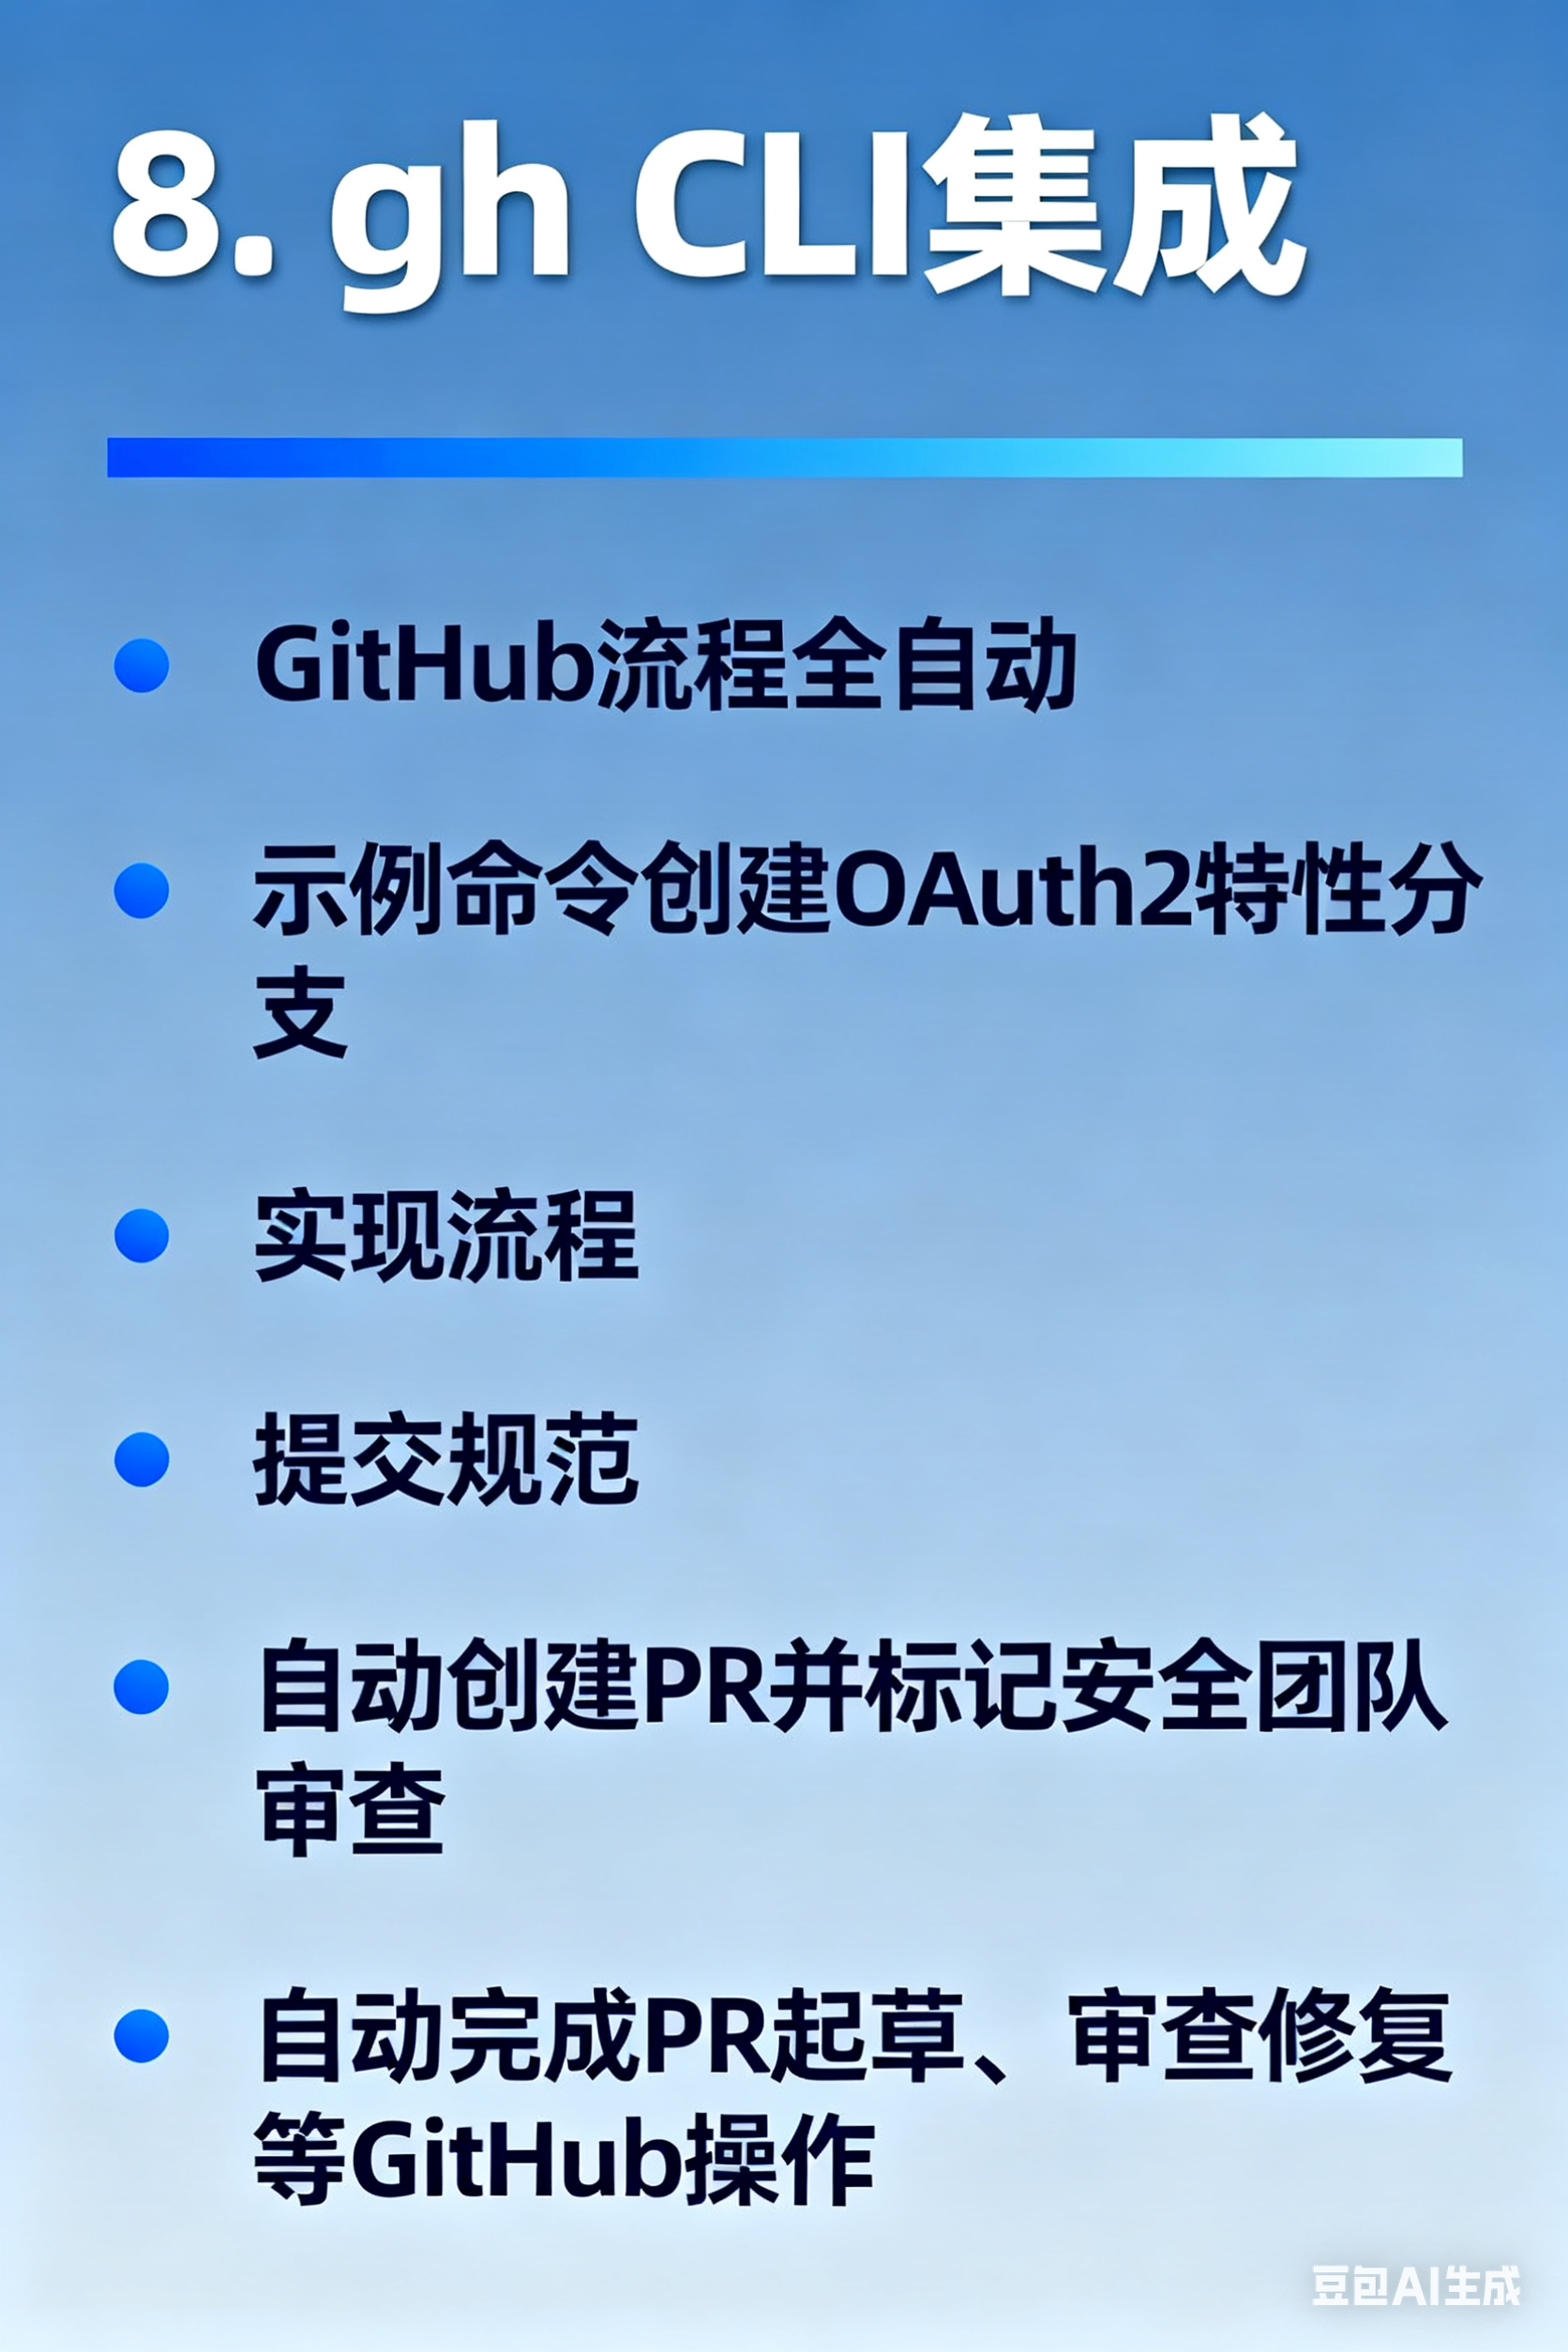 8. gh CLI集成
GitHub流程全自动
示例命令创建OAuth2特性分
支
实现流程
提交规范
自动创建PR并标记安全团队
审查
自动完成PR起草、审查修复
等GitHub操作
豆包AI生成